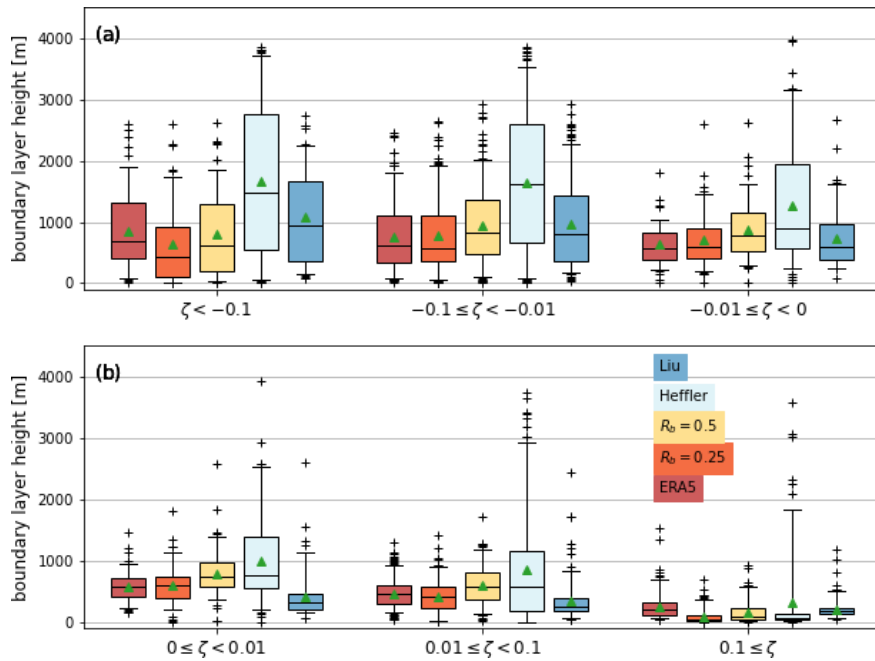 (a)
boundary layer height [m]
4000
3000
2000
1000
0
ζ < −0.1
−0.1 ≤ ζ < −0.01
−0.01 ≤ ζ < 0
(b)
boundary layer height [m]
4000
3000
2000
1000
0
Liu
Heffler
R_b = 0.5
R_b = 0.25
ERA5
0 ≤ ζ < 0.01
0.01 ≤ ζ < 0.1
0.1 ≤ ζ